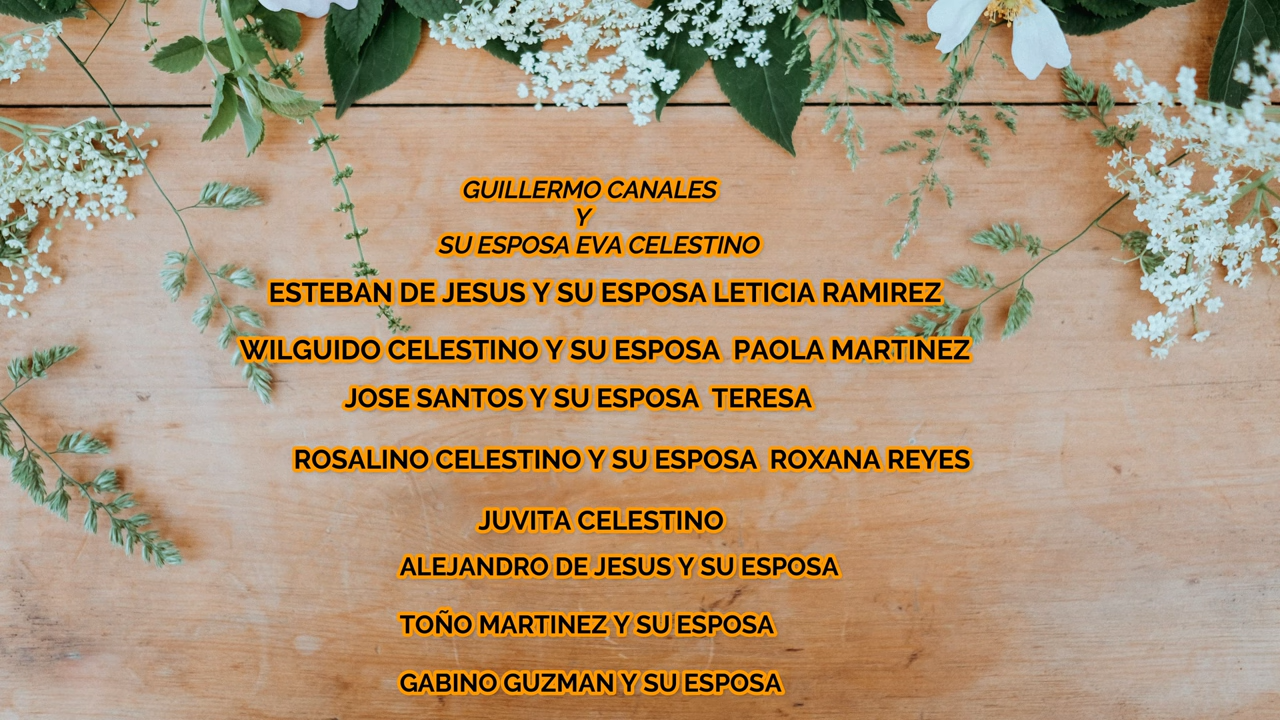 GUILLERMO CANALES
Y
SU ESPOSA EVA CELESTINO
ESTEBAN DE JESUS Y SU ESPOSA LETICIA RAMIREZ
WILGUIDO CELESTINO Y SU ESPOSA PAOLA MARTINEZ
JOSE SANTOS Y SU ESPOSA TERESA
ROSALINO CELESTINO Y SU ESPOSA ROXANA REYES
JUVITA CELESTINO
ALEJANDRO DE JESUS Y SU ESPOSA
TOÑO MARTINEZ Y SU ESPOSA
GABINO GUZMAN Y SU ESPOSA